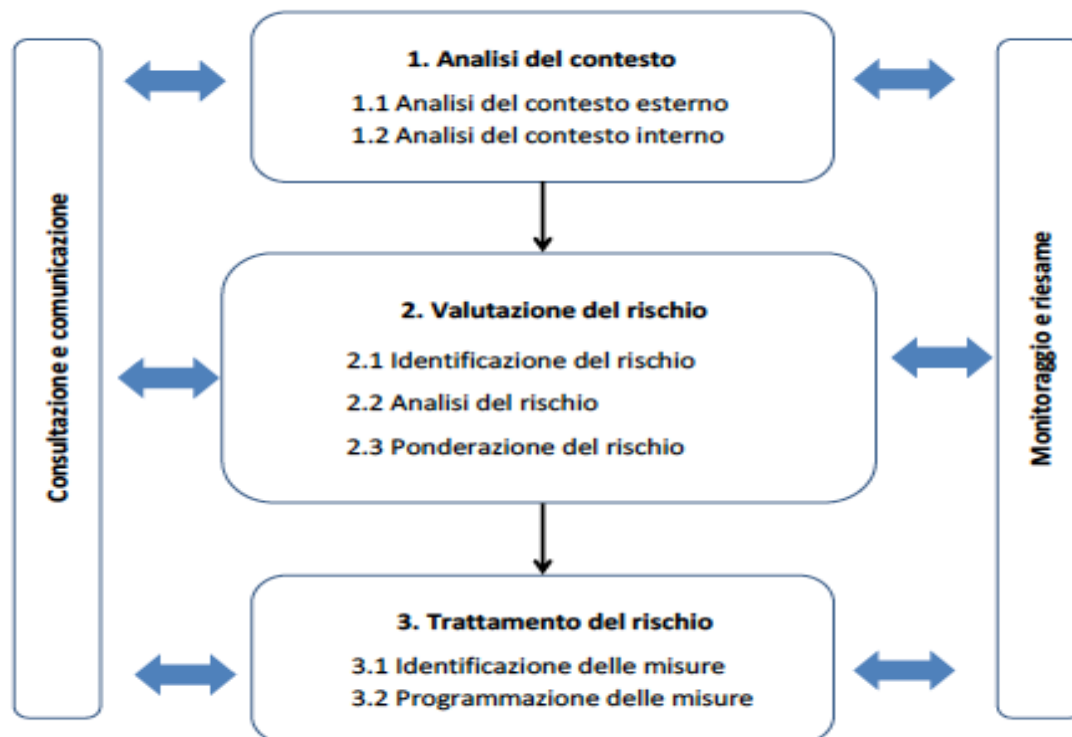 Consultazione e comunicazione
1. Analisi del contesto
1.1 Analisi del contesto esterno
1.2 Analisi del contesto interno
2. Valutazione del rischio
2.1 Identificazione del rischio
2.2 Analisi del rischio
2.3 Ponderazione del rischio
3. Trattamento del rischio
3.1 Identificazione delle misure
3.2 Programmazione delle misure
Monitoraggio e riesame